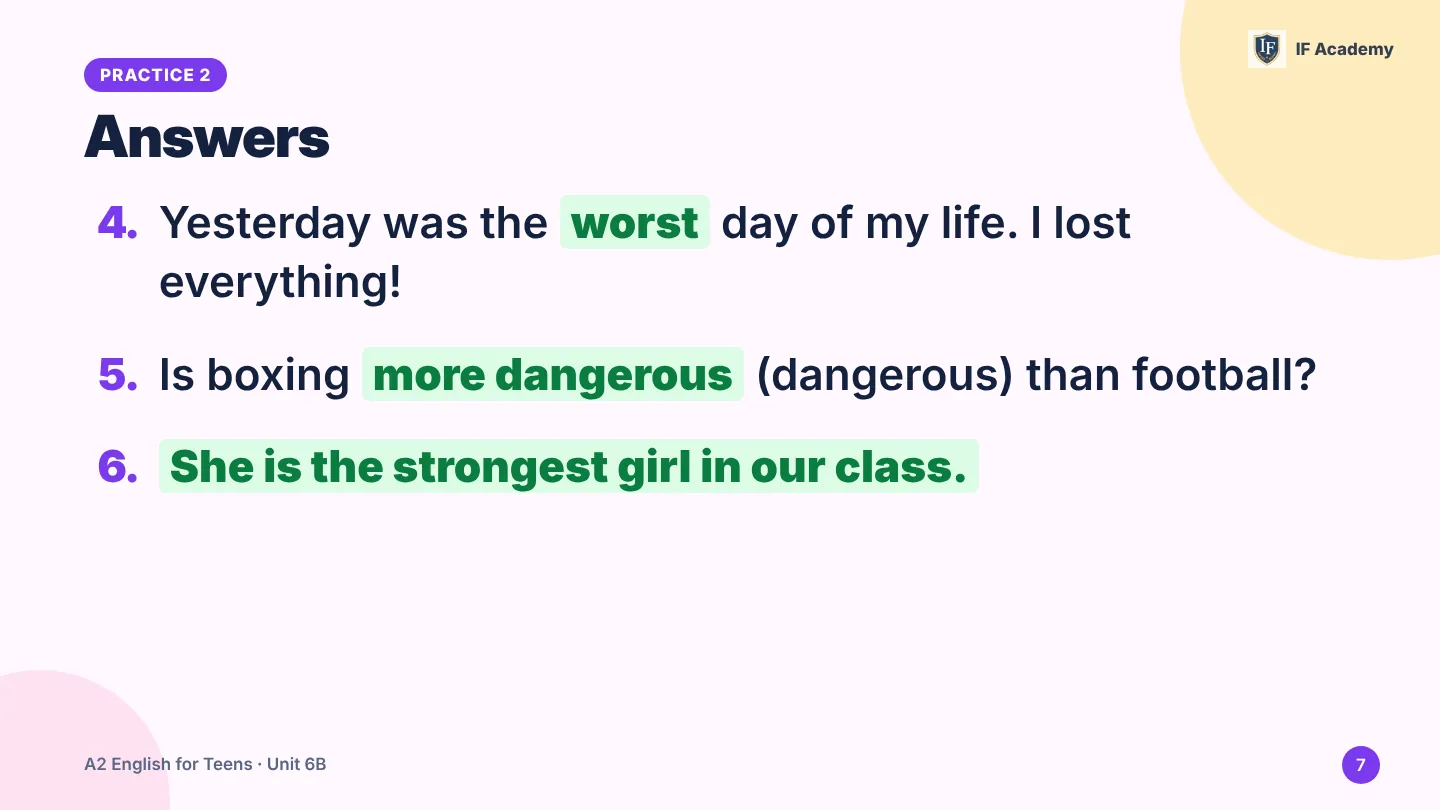 IF IF Academy
PRACTICE 2
Answers
4. Yesterday was the worst day of my life. I lost
everything!
5. Is boxing more dangerous (dangerous) than football?
6. She is the strongest girl in our class.
A2 English for Teens · Unit 6B
7